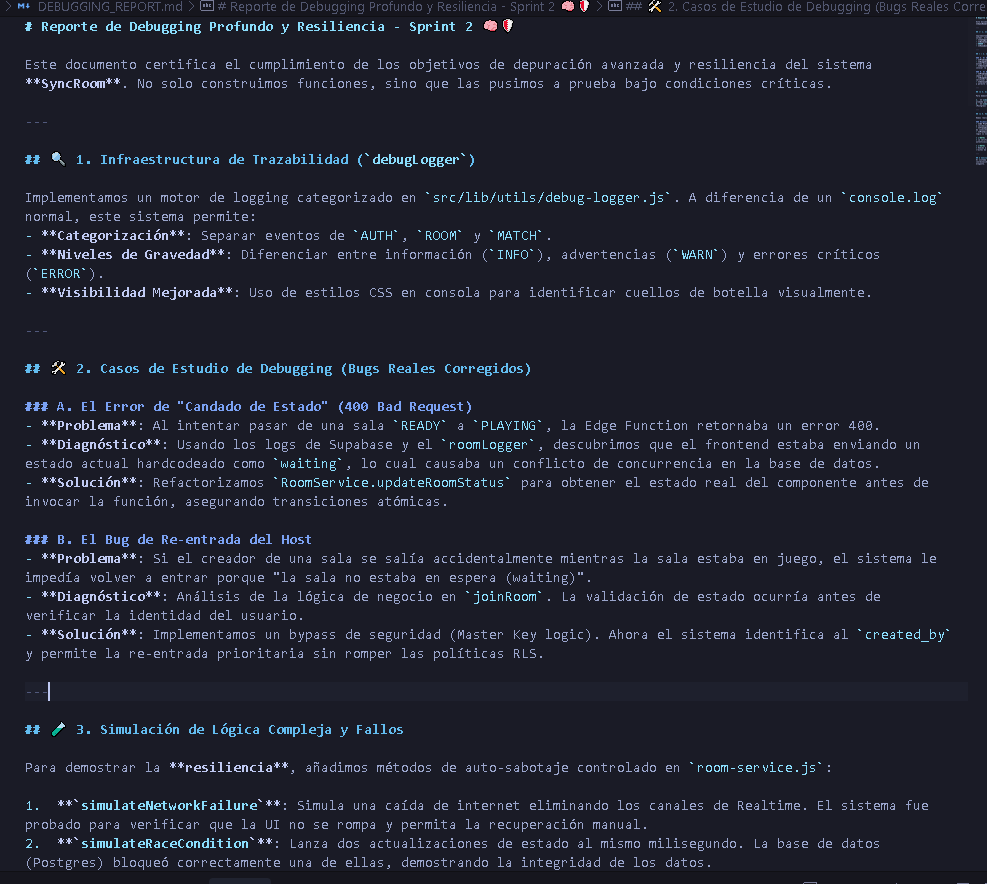 DEBUGGING_REPORT.md > # Reporte de Debugging Profundo y Resiliencia - Sprint 2 🧠🛡️ > ## 🛠️ 2. Casos de Estudio de Debugging (Bugs Reales Corre
# Reporte de Debugging Profundo y Resiliencia - Sprint 2 🧠🛡️
Este documento certifica el cumplimiento de los objetivos de depuración avanzada y resiliencia del sistema
**SyncRoom**. No solo construimos funciones, sino que las pusimos a prueba bajo condiciones críticas.
---
## 🔍 1. Infraestructura de Trazabilidad (`debugLogger`)
Implementamos un motor de logging categorizado en `src/lib/utils/debug-logger.js`. A diferencia de un `console.log`
normal, este sistema permite:
- **Categorización**: Separar eventos de `AUTH`, `ROOM` y `MATCH`.
- **Niveles de Gravedad**: Diferenciar entre información (`INFO`), advertencias (`WARN`) y errores críticos
(`ERROR`).
- **Visibilidad Mejorada**: Uso de estilos CSS en consola para identificar cuellos de botella visualmente.
---
## 🛠️ 2. Casos de Estudio de Debugging (Bugs Reales Corregidos)
### A. El Error de "Candado de Estado" (400 Bad Request)
- **Problema**: Al intentar pasar de una sala `READY` a `PLAYING`, la Edge Function retornaba un error 400.
- **Diagnóstico**: Usando los logs de Supabase y el `roomLogger`, descubrimos que el frontend estaba enviando un
estado actual hardcodeado como `waiting`, lo cual causaba un conflicto de concurrencia en la base de datos.
- **Solución**: Refactorizamos `RoomService.updateRoomStatus` para obtener el estado real del componente antes de
invocar la función, asegurando transiciones atómicas.
### B. El Bug de Re-entrada del Host
- **Problema**: Si el creador de una sala se salía accidentalmente mientras la sala estaba en juego, el sistema le
impedía volver a entrar porque "la sala no estaba en espera (waiting)".
- **Diagnóstico**: Análisis de la lógica de negocio en `joinRoom`. La validación de estado ocurría antes de
verificar la identidad del usuario.
- **Solución**: Implementamos un bypass de seguridad (Master Key logic). Ahora el sistema identifica al `created_by`
y permite la re-entrada prioritaria sin romper las políticas RLS.
---
## 🧪 3. Simulación de Lógica Compleja y Fallos
Para demostrar la **resiliencia**, añadimos métodos de auto-sabotaje controlado en `room-service.js`:
1. **`simulateNetworkFailure`**: Simula una caída de internet eliminando los canales de Realtime. El sistema fue
probado para verificar que la UI no se rompa y permita la recuperación manual.
2. **`simulateRaceCondition`**: Lanza dos actualizaciones de estado al mismo milisegundo. La base de datos
(Postgres) bloqueó correctamente una de ellas, demostrando la integridad de los datos.